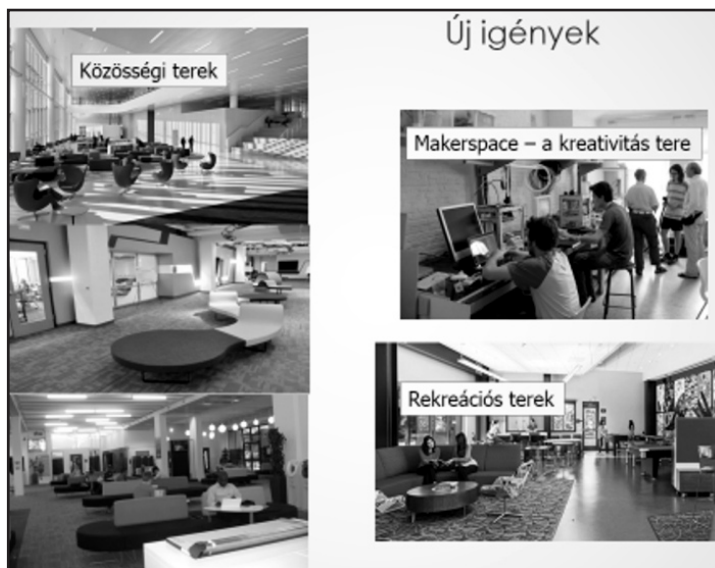 Új igények
Közösségi terek
Makerspace – a kreativitás tere
Rekreációs terek